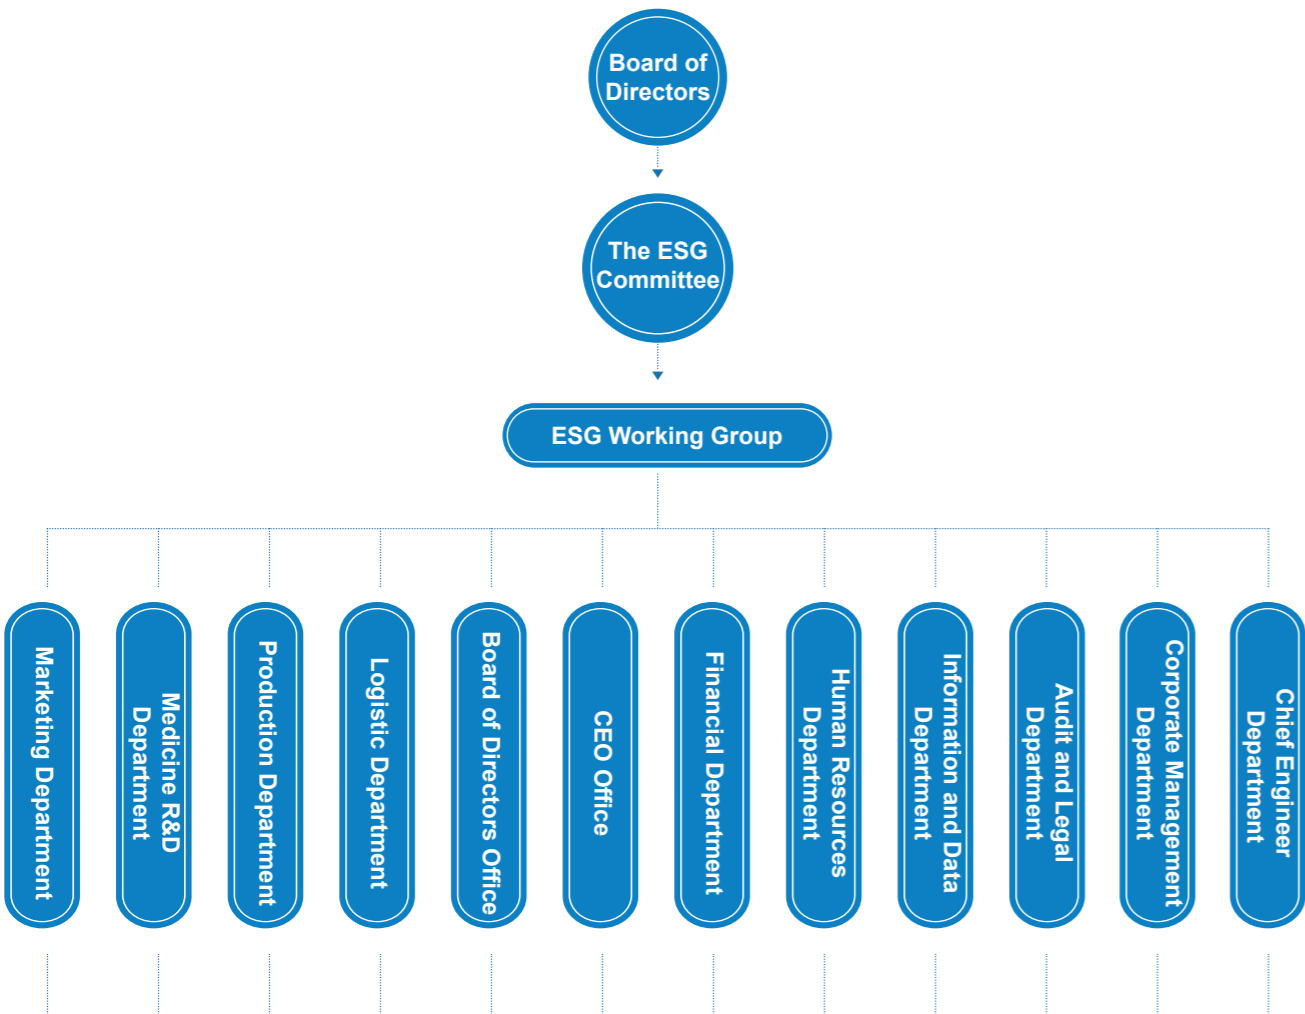 Board of
Directors
The ESG
Committee
ESG Working Group
Marketing Department
Medicine R&D
Department
Production Department
Logistic Department
Board of Directors Office
CEO Office
Financial Department
Human Resources
Department
Information and Data
Department
Audit and Legal
Department
Corporate Management
Department
Chief Engineer
Department